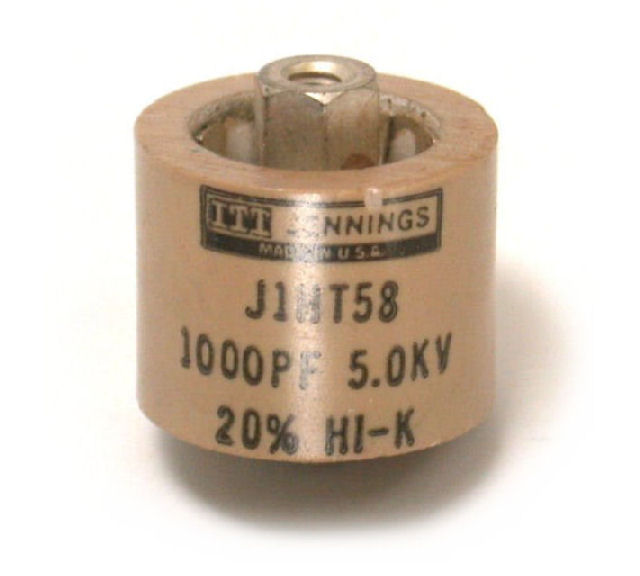 ITT JENNINGS
MADE IN U.S.A.
J1HT58
1000PF 5.0KV
20% HI-K